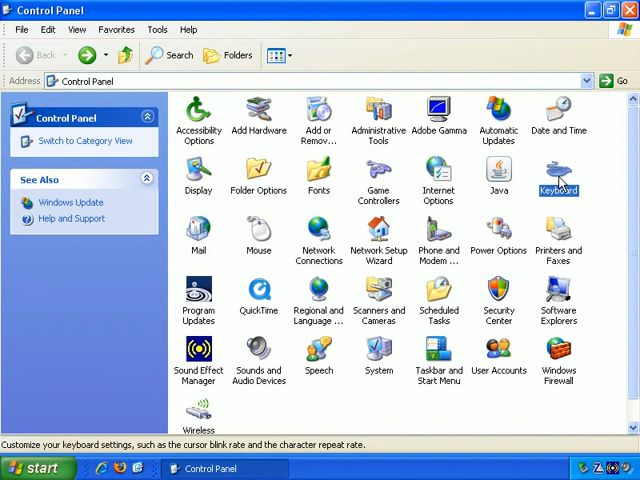 Control Panel
File Edit View Favorites Tools Help
Back Search Folders
Address Control Panel Go
Control Panel
Switch to Category View
See Also
Windows Update
Help and Support
Accessibility Options Add Hardware Add or Remov... Administrative Tools Adobe Gamma Automatic Updates Date and Time
Display Folder Options Fonts Game Controllers Internet Options Java Keyboard
Mail Mouse Network Connections Network Setup Wizard Phone and Modem ... Power Options Printers and Faxes
Program Updates QuickTime Regional and Language ... Scanners and Cameras Scheduled Tasks Security Center Software Explorers
Sound Effect Manager Sounds and Audio Devices Speech System Taskbar and Start Menu User Accounts Windows Firewall
Wireless
Customize your keyboard settings, such as the cursor blink rate and the character repeat rate.
start Control Panel